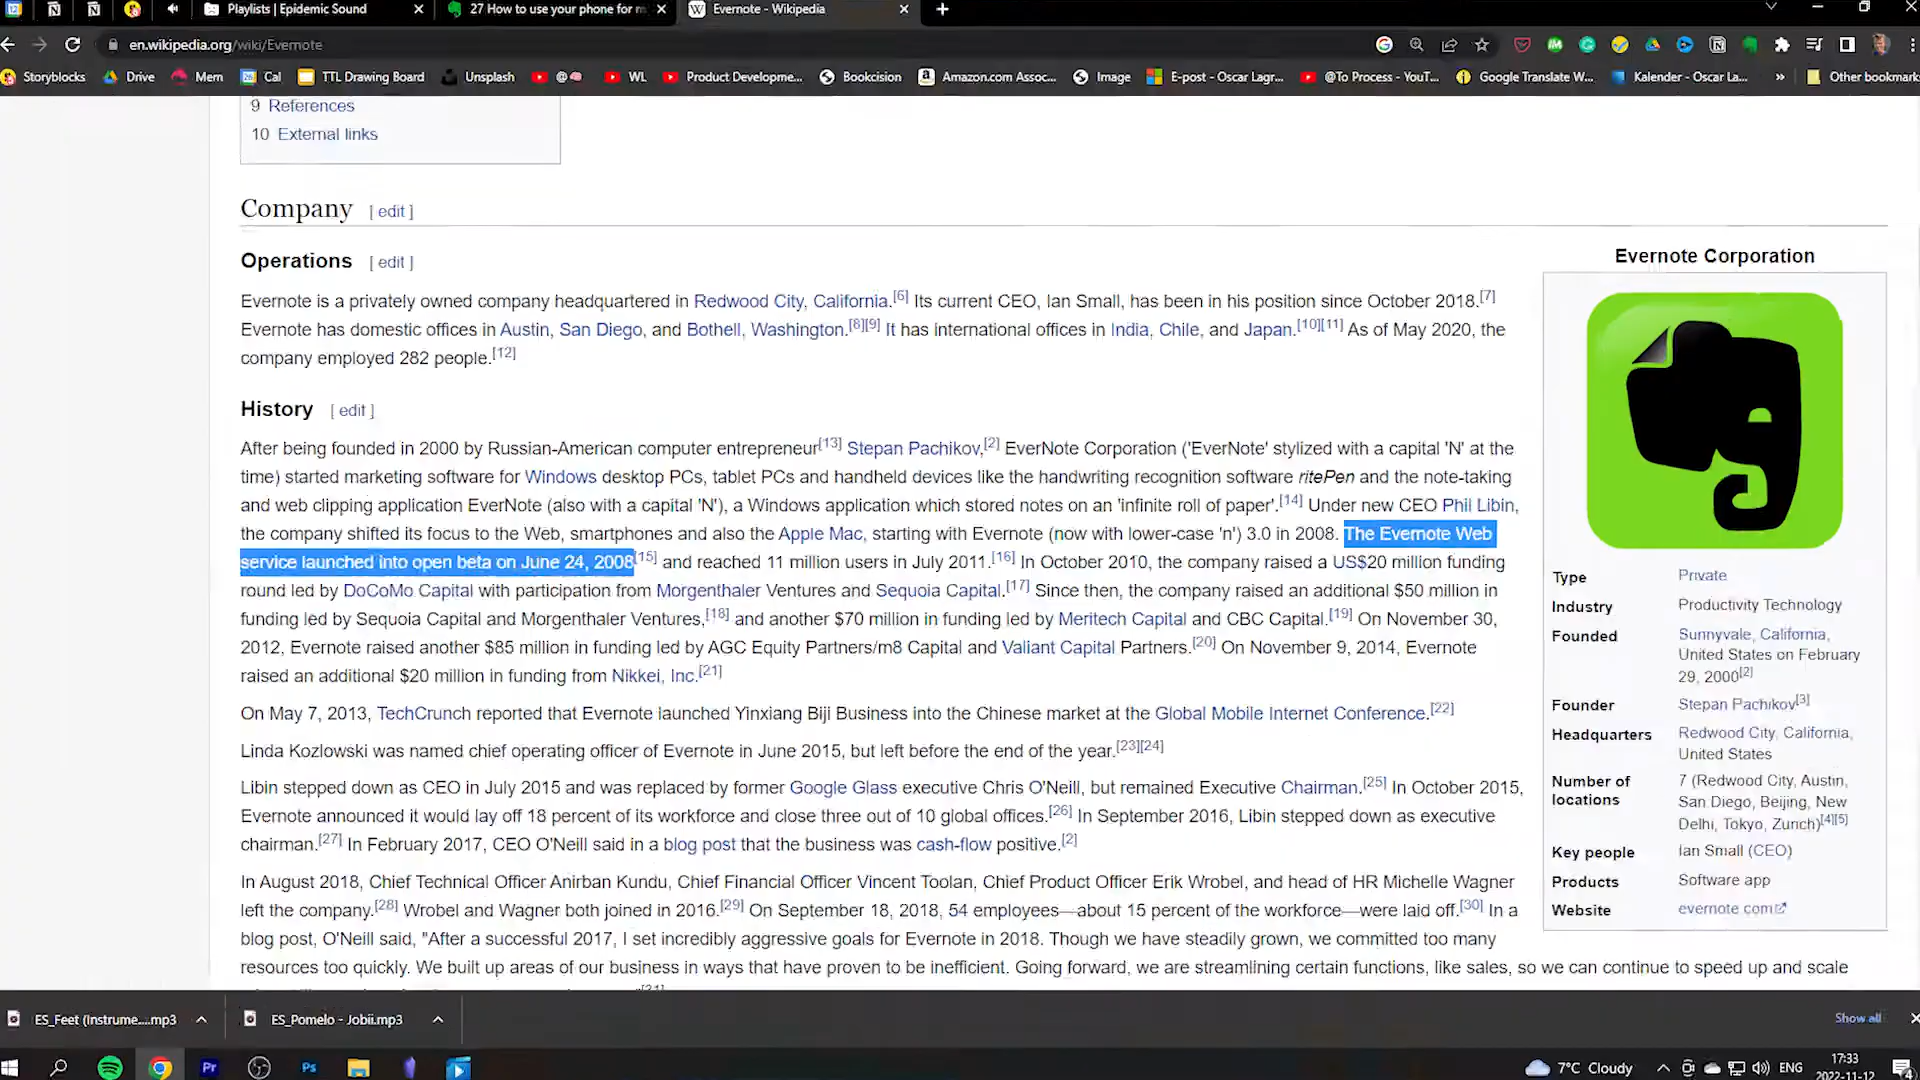 Playlists | Epidemic Sound
27 How to use your phone for m
Evernote - Wikipedia
en.wikipedia.org/wiki/Evernote
Storyblocks
Drive
Mem
Cal
TTL Drawing Board
Unsplash
WL
Product Developme...
Bookcision
Amazon.com Assoc...
Image
E-post - Oscar Lagr...
@To Process - YouT...
Google Translate W...
Kalender - Oscar La...
Other bookmark
9 References
10 External links
Company [ edit ]
Operations [ edit ]
Evernote is a privately owned company headquartered in Redwood City, California.[6] Its current CEO, Ian Small, has been in his position since October 2018.[7]
Evernote has domestic offices in Austin, San Diego, and Bothell, Washington.[8][9] It has international offices in India, Chile, and Japan.[10][11] As of May 2020, the
company employed 282 people.[12]
History [ edit ]
After being founded in 2000 by Russian-American computer entrepreneur[13] Stepan Pachikov,[2] EverNote Corporation ('EverNote' stylized with a capital 'N' at the
time) started marketing software for Windows desktop PCs, tablet PCs and handheld devices like the handwriting recognition software ritePen and the note-taking
and web clipping application EverNote (also with a capital 'N'), a Windows application which stored notes on an 'infinite roll of paper'.[14] Under new CEO Phil Libin,
the company shifted its focus to the Web, smartphones and also the Apple Mac, starting with Evernote (now with lower-case 'n') 3.0 in 2008. The Evernote Web
service launched into open beta on June 24, 2008[15] and reached 11 million users in July 2011.[16] In October 2010, the company raised a US$20 million funding
round led by DoCoMo Capital with participation from Morgenthaler Ventures and Sequoia Capital.[17] Since then, the company raised an additional $50 million in
funding led by Sequoia Capital and Morgenthaler Ventures,[18] and another $70 million in funding led by Meritech Capital and CBC Capital.[19] On November 30,
2012, Evernote raised another $85 million in funding led by AGC Equity Partners/m8 Capital and Valiant Capital Partners.[20] On November 9, 2014, Evernote
raised an additional $20 million in funding from Nikkei, Inc.[21]
On May 7, 2013, TechCrunch reported that Evernote launched Yinxiang Biji Business into the Chinese market at the Global Mobile Internet Conference.[22]
Linda Kozlowski was named chief operating officer of Evernote in June 2015, but left before the end of the year.[23][24]
Libin stepped down as CEO in July 2015 and was replaced by former Google Glass executive Chris O'Neill, but remained Executive Chairman.[25] In October 2015,
Evernote announced it would lay off 18 percent of its workforce and close three out of 10 global offices.[26] In September 2016, Libin stepped down as executive
chairman.[27] In February 2017, CEO O'Neill said in a blog post that the business was cash-flow positive.[2]
In August 2018, Chief Technical Officer Anirban Kundu, Chief Financial Officer Vincent Toolan, Chief Product Officer Erik Wrobel, and head of HR Michelle Wagner
left the company.[28] Wrobel and Wagner both joined in 2016.[29] On September 18, 2018, 54 employees—about 15 percent of the workforce—were laid off.[30] In a
blog post, O'Neill said, "After a successful 2017, I set incredibly aggressive goals for Evernote in 2018. Though we have steadily grown, we committed too many
resources too quickly. We built up areas of our business in ways that have proven to be inefficient. Going forward, we are streamlining certain functions, like sales, so we can continue to speed up and scale
Evernote Corporation
Type Private
Industry Productivity Technology
Founded Sunnyvale, California,
United States on February
29, 2000[2]
Founder Stepan Pachikov[3]
Headquarters Redwood City, California,
United States
Number of locations 7 (Redwood City, Austin,
San Diego, Beijing, New
Delhi, Tokyo, Zurich)[4][5]
Key people Ian Small (CEO)
Products Software app
Website evernote.com
ES_Feet (Instrume....mp3
ES_Pomelo - Jobii.mp3
Show all
Pr
Ps
7°C Cloudy
ENG
17:33
2022-11-12
4